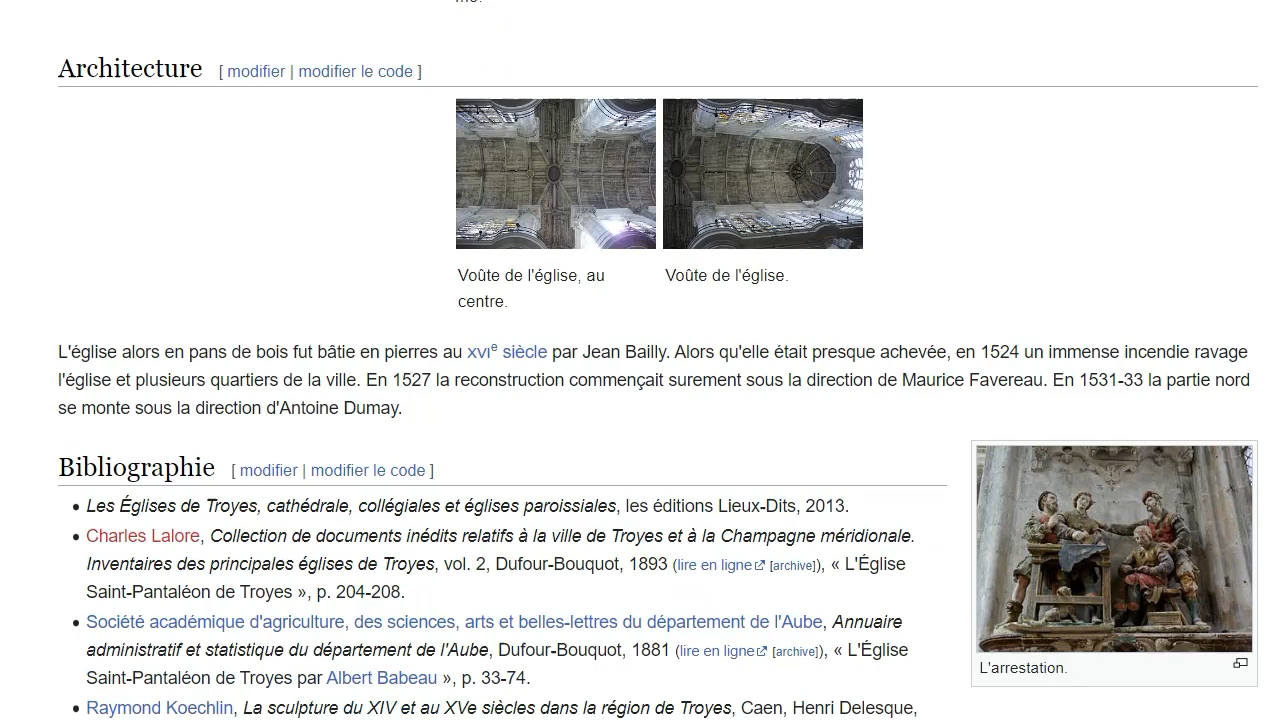 Architecture [ modifier | modifier le code ]
Voûte de l'église, au
centre.
Voûte de l'église.
L'église alors en pans de bois fut bâtie en pierres au XVIe siècle par Jean Bailly. Alors qu'elle était presque achevée, en 1524 un immense incendie ravage
l'église et plusieurs quartiers de la ville. En 1527 la reconstruction commençait surement sous la direction de Maurice Favereau. En 1531-33 la partie nord
se monte sous la direction d'Antoine Dumay.
Bibliographie [ modifier | modifier le code ]
• Les Églises de Troyes, cathédrale, collégiales et églises paroissiales, les éditions Lieux-Dits, 2013.
• Charles Lalore, Collection de documents inédits relatifs à la ville de Troyes et à la Champagne méridionale.
Inventaires des principales églises de Troyes, vol. 2, Dufour-Bouquot, 1893 (lire en ligne [archive]), « L'Église
Saint-Pantaléon de Troyes », p. 204-208.
• Société académique d'agriculture, des sciences, arts et belles-lettres du département de l'Aube, Annuaire
administratif et statistique du département de l'Aube, Dufour-Bouquot, 1881 (lire en ligne [archive]), « L'Église
Saint-Pantaléon de Troyes par Albert Babeau », p. 33-74.
• Raymond Koechlin, La sculpture du XIV et au XVe siècles dans la région de Troyes, Caen, Henri Delesque,
L'arrestation.